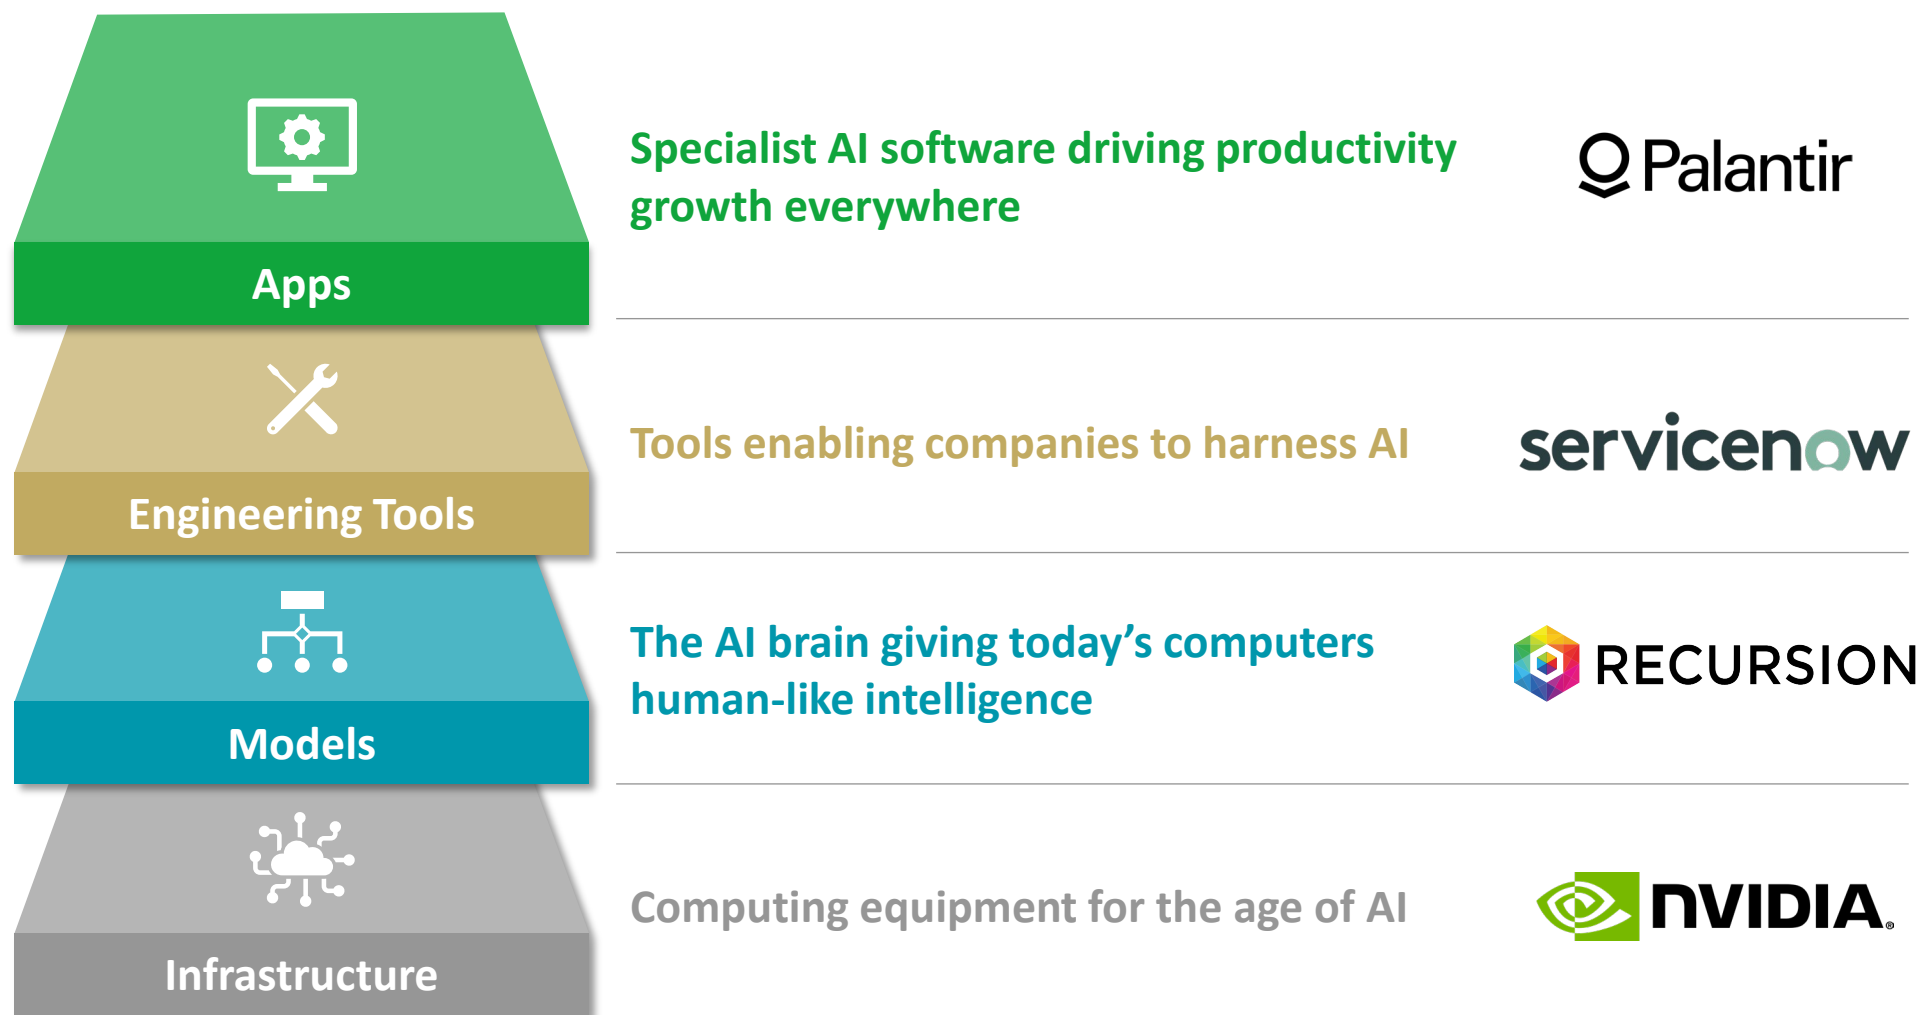 Specialist AI software driving productivity
growth everywhere
Palantir
Apps
Tools enabling companies to harness AI
servicenow
Engineering Tools
The AI brain giving today’s computers
human-like intelligence
RECURSION
Models
Computing equipment for the age of AI
NVIDIA®
Infrastructure